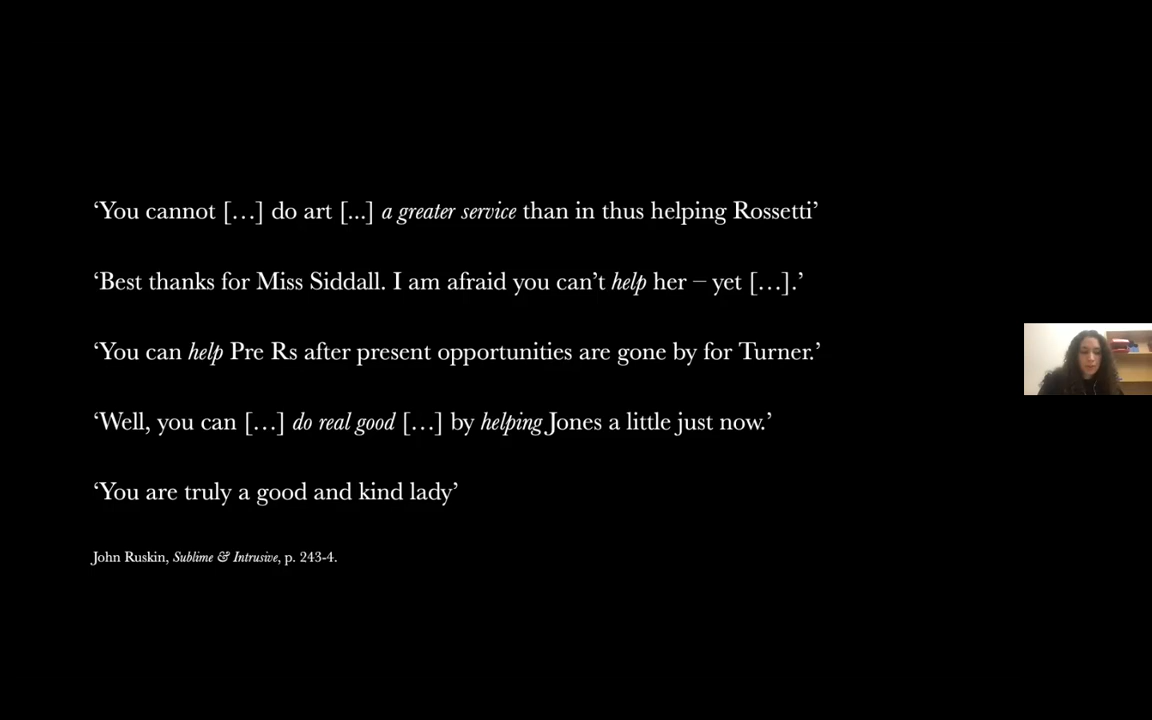 ‘You cannot […] do art [...] a greater service than in thus helping Rossetti’
‘Best thanks for Miss Siddall. I am afraid you can’t help her – yet […].’
‘You can help Pre Rs after present opportunities are gone by for Turner.’
‘Well, you can […] do real good […] by helping Jones a little just now.’
‘You are truly a good and kind lady’
John Ruskin, Sublime & Intrusive, p. 243-4.